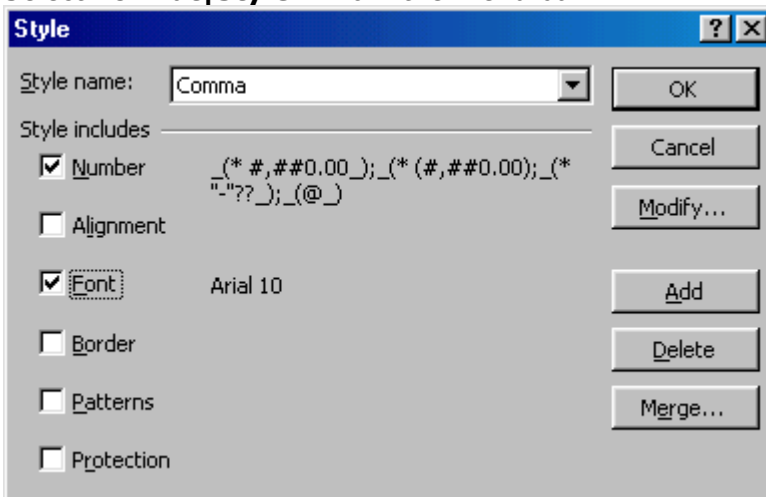 Style
Style name: Comma
OK
Style includes
Cancel
Number _(* #,##0.00_);_(* (#,##0.00);_(*
"-"??_);_(@_)
Modify...
Alignment
Font Arial 10
Add
Border
Delete
Patterns
Merge...
Protection